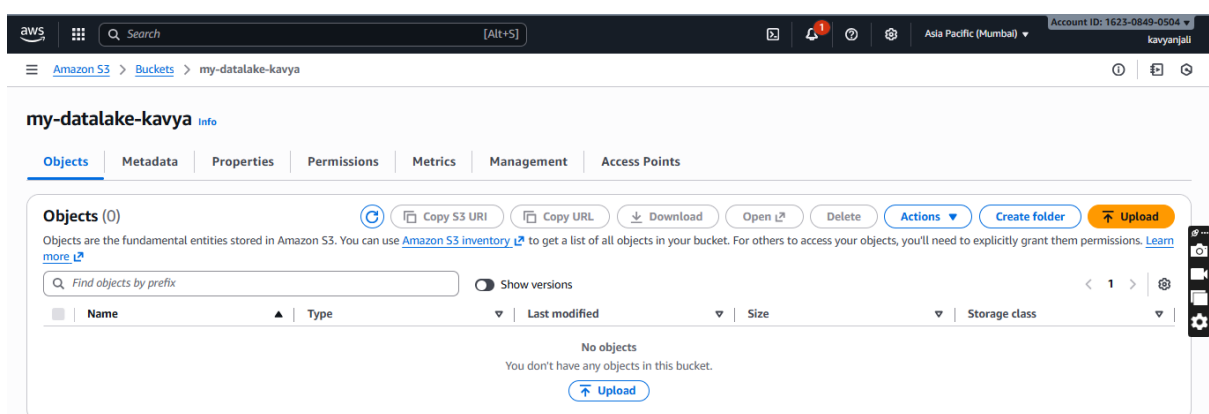 Account ID: 1623-0849-0504
aws Search [Alt+S] 1 Asia Pacific (Mumbai) kavyanjali
Amazon S3 > Buckets > my-datalake-kavya
my-datalake-kavya Info
Objects Metadata Properties Permissions Metrics Management Access Points
Objects (0) Copy S3 URI Copy URL Download Open Delete Actions Create folder Upload
Objects are the fundamental entities stored in Amazon S3. You can use Amazon S3 inventory to get a list of all objects in your bucket. For others to access your objects, you'll need to explicitly grant them permissions. Learn
more
Find objects by prefix Show versions < 1 >
Name Type Last modified Size Storage class
No objects
You don't have any objects in this bucket.
Upload